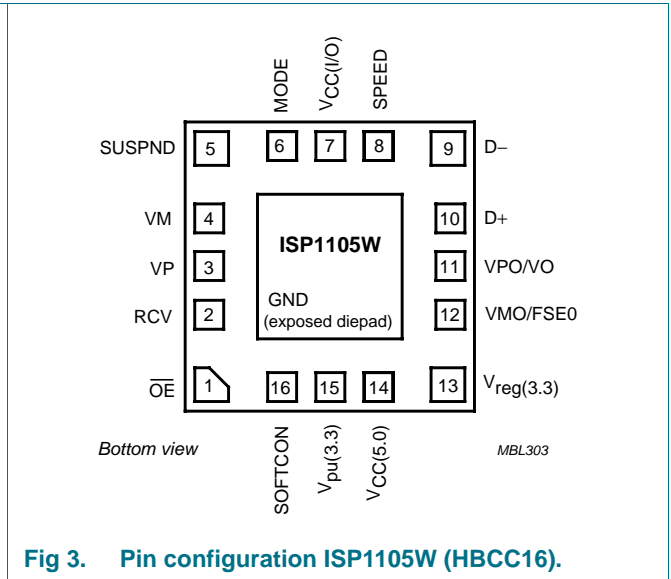 MODE
VCC(I/O)
SPEED
SUSPND 5 6 7 8 9 D−
VM 4 10 D+
ISP1105W
VP 3 11 VPO/VO
GND
(exposed diepad)
RCV 2 12 VMO/FSE0
O̅E̅ 1 16 15 14 13 Vreg(3.3)
Bottom view
MBL303
SOFTCON
Vpu(3.3)
VCC(5.0)
Fig 3. Pin configuration ISP1105W (HBCC16).